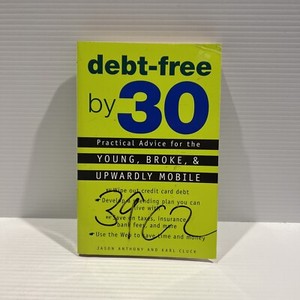 debt-free
by 30
Practical Advice for the
YOUNG, BROKE, &
UPWARDLY MOBILE
•Wipe out credit card debt
•Develop a spending plan you can
live with
•Save on taxes, insurance,
bank fees, and more
•Use the Web to save time and money
JASON ANTHONY AND KARL CLUCK